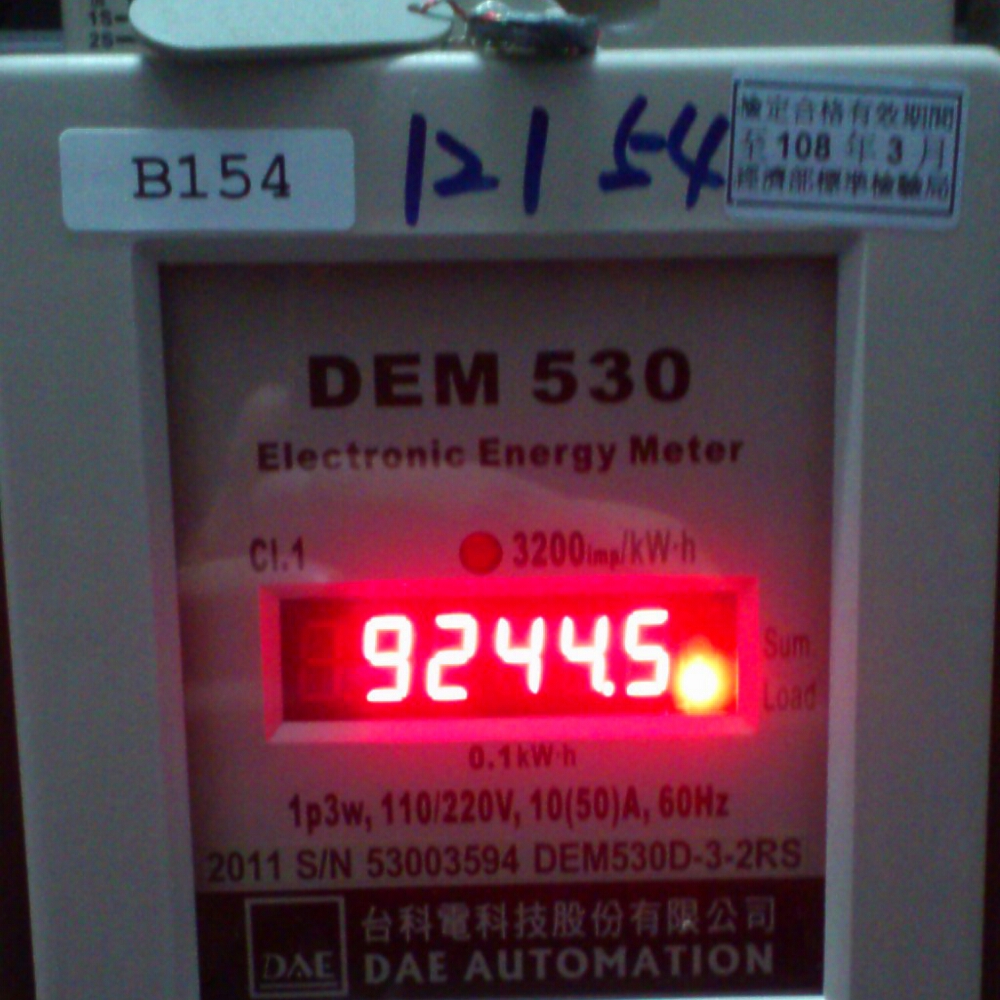 1S-
2S-
B154
121 54
檢定合格有效期間
至 108 年 3 月
經濟部標準檢驗局
DEM 530
Electronic Energy Meter
Cl.1
3200imp/kW·h
9244.5
Sum
Load
0.1kW·h
1p3w, 110/220V, 10(50)A, 60Hz
2011 S/N 53003594 DEM530D-3-2RS
DAE
台科電科技股份有限公司
DAE AUTOMATION